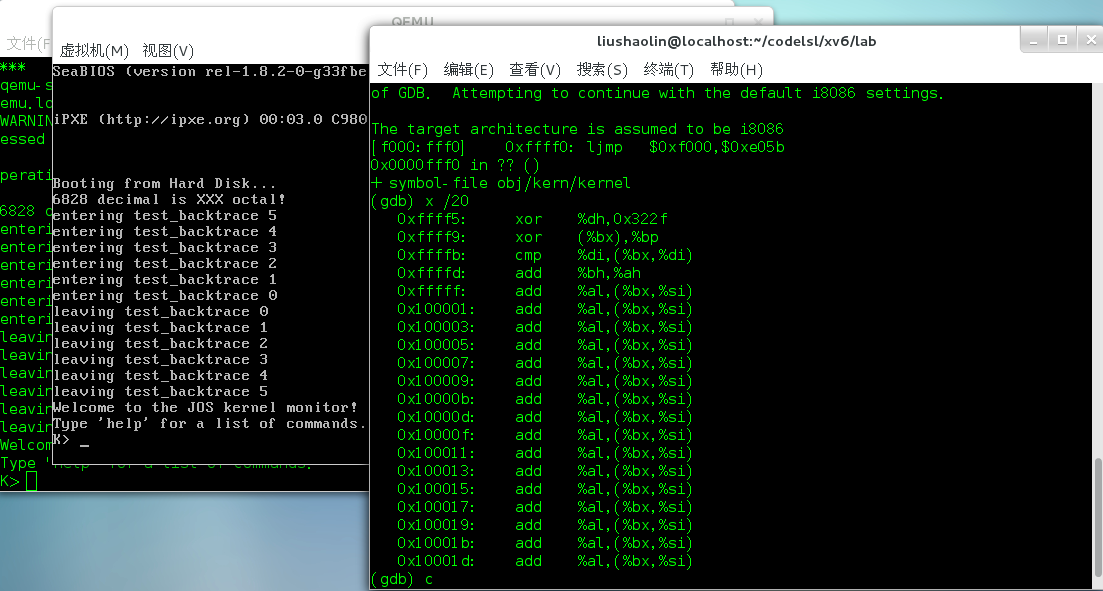 QEMU
文件(F
***
qemu-s
emu.lo
WARNIN
essed
perati
6828 d
enteri
enteri
enteri
enteri
enteri
enteri
leavin
leavin
leavin
leavin
leavin
leavin
Welcom
Type 'help' for a list of commands.
K>
虚拟机(M) 视图(V)
SeaBIOS (version rel-1.8.2-0-g33fbe
iPXE (http://ipxe.org) 00:03.0 C980
Booting from Hard Disk...
6828 decimal is XXX octal!
entering test_backtrace 5
entering test_backtrace 4
entering test_backtrace 3
entering test_backtrace 2
entering test_backtrace 1
entering test_backtrace 0
leaving test_backtrace 0
leaving test_backtrace 1
leaving test_backtrace 2
leaving test_backtrace 3
leaving test_backtrace 4
leaving test_backtrace 5
Welcome to the JOS kernel monitor!
Type 'help' for a list of commands.
K> _
liushaolin@localhost:~/codelsl/xv6/lab
文件(F) 编辑(E) 查看(V) 搜索(S) 终端(T) 帮助(H)
of GDB.  Attempting to continue with the default i8086 settings.
The target architecture is assumed to be i8086
[f000:fff0]    0xffff0: ljmp   $0xf000,$0xe05b
0x0000fff0 in ?? ()
+ symbol-file obj/kern/kernel
(gdb) x /20
   0xffff5:     xor    %dh,0x322f
   0xffff9:     xor    (%bx),%bp
   0xffffb:     cmp    %di,(%bx,%di)
   0xffffd:     add    %bh,%ah
   0xfffff:     add    %al,(%bx,%si)
   0x100001:    add    %al,(%bx,%si)
   0x100003:    add    %al,(%bx,%si)
   0x100005:    add    %al,(%bx,%si)
   0x100007:    add    %al,(%bx,%si)
   0x100009:    add    %al,(%bx,%si)
   0x10000b:    add    %al,(%bx,%si)
   0x10000d:    add    %al,(%bx,%si)
   0x10000f:    add    %al,(%bx,%si)
   0x100011:    add    %al,(%bx,%si)
   0x100013:    add    %al,(%bx,%si)
   0x100015:    add    %al,(%bx,%si)
   0x100017:    add    %al,(%bx,%si)
   0x100019:    add    %al,(%bx,%si)
   0x10001b:    add    %al,(%bx,%si)
   0x10001d:    add    %al,(%bx,%si)
(gdb) c